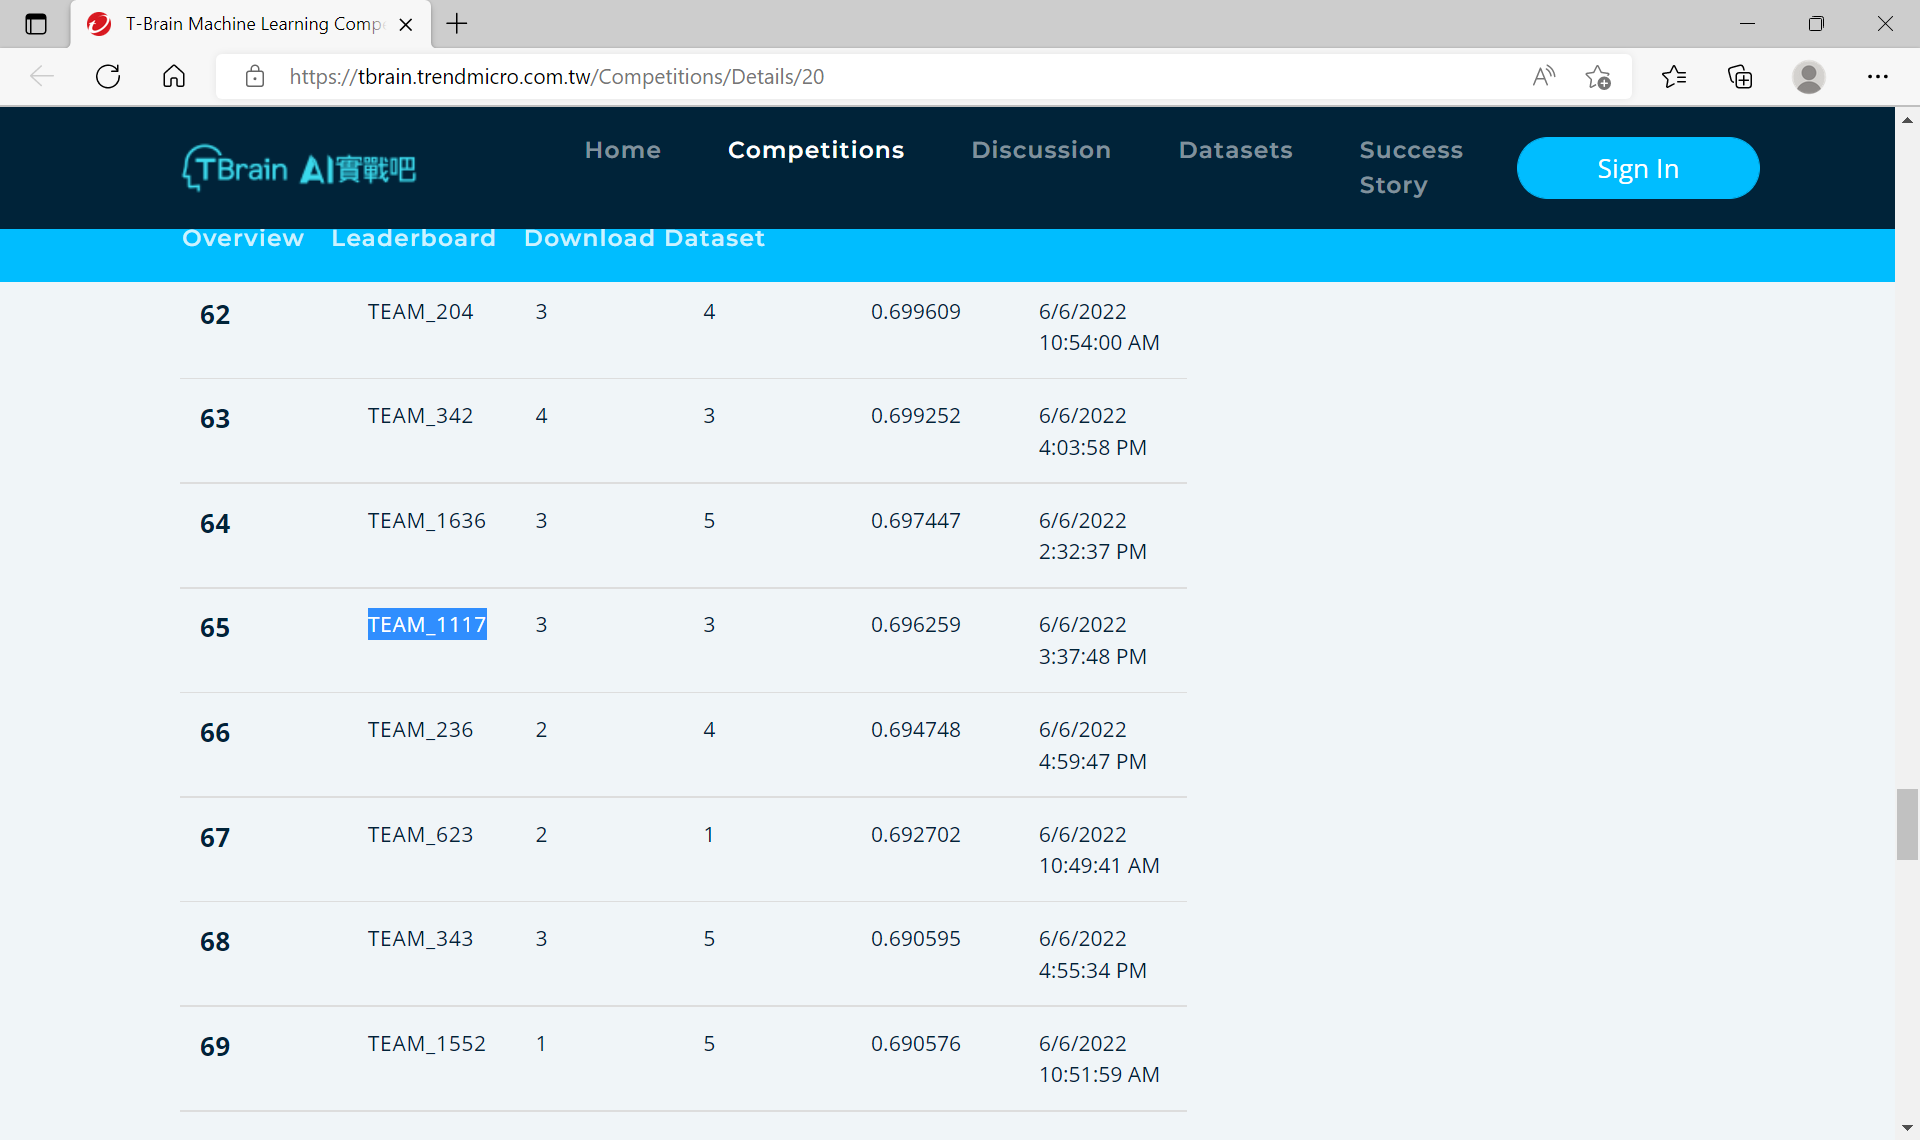 T-Brain Machine Learning Comp
https://tbrain.trendmicro.com.tw/Competitions/Details/20
TBrain AI實戰吧
Home
Competitions
Discussion
Datasets
Success
Story
Sign In
Overview Leaderboard Download Dataset
62 TEAM_204 3 4 0.699609 6/6/2022
10:54:00 AM
63 TEAM_342 4 3 0.699252 6/6/2022
4:03:58 PM
64 TEAM_1636 3 5 0.697447 6/6/2022
2:32:37 PM
65 TEAM_1117 3 3 0.696259 6/6/2022
3:37:48 PM
66 TEAM_236 2 4 0.694748 6/6/2022
4:59:47 PM
67 TEAM_623 2 1 0.692702 6/6/2022
10:49:41 AM
68 TEAM_343 3 5 0.690595 6/6/2022
4:55:34 PM
69 TEAM_1552 1 5 0.690576 6/6/2022
10:51:59 AM